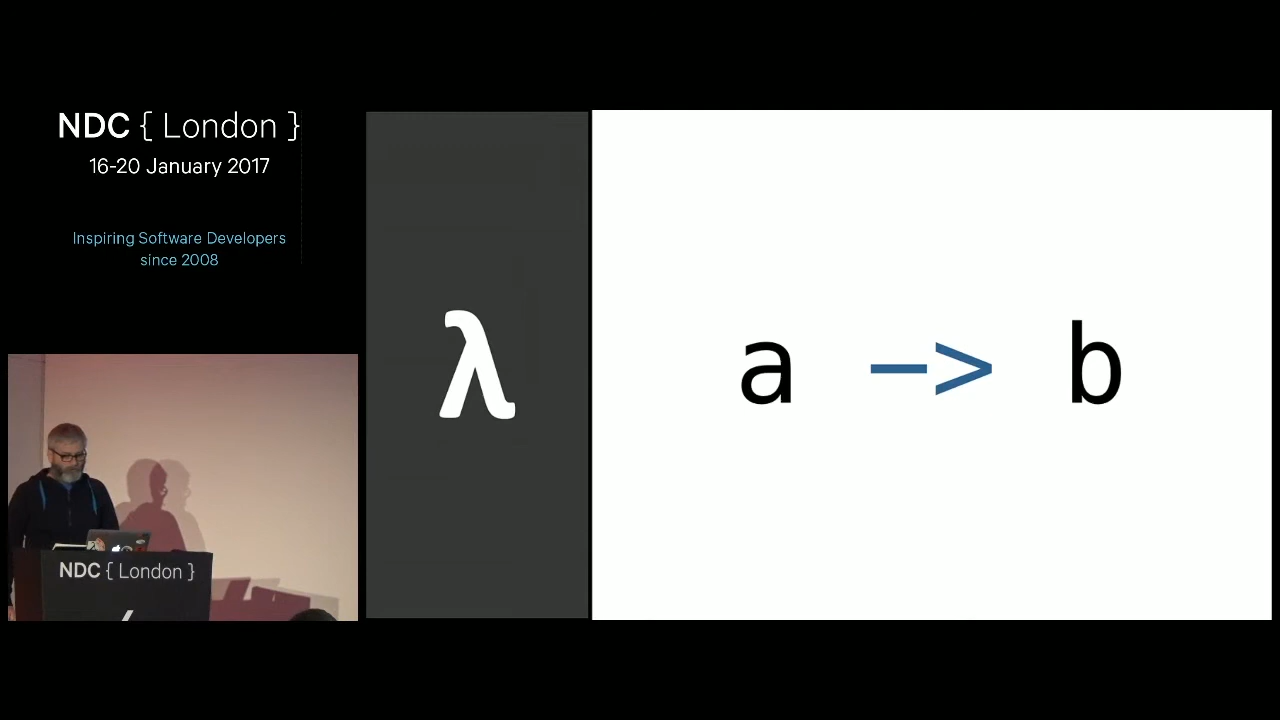 NDC { London }
16-20 January 2017
Inspiring Software Developers
since 2008
λ
a -> b
NDC { London }